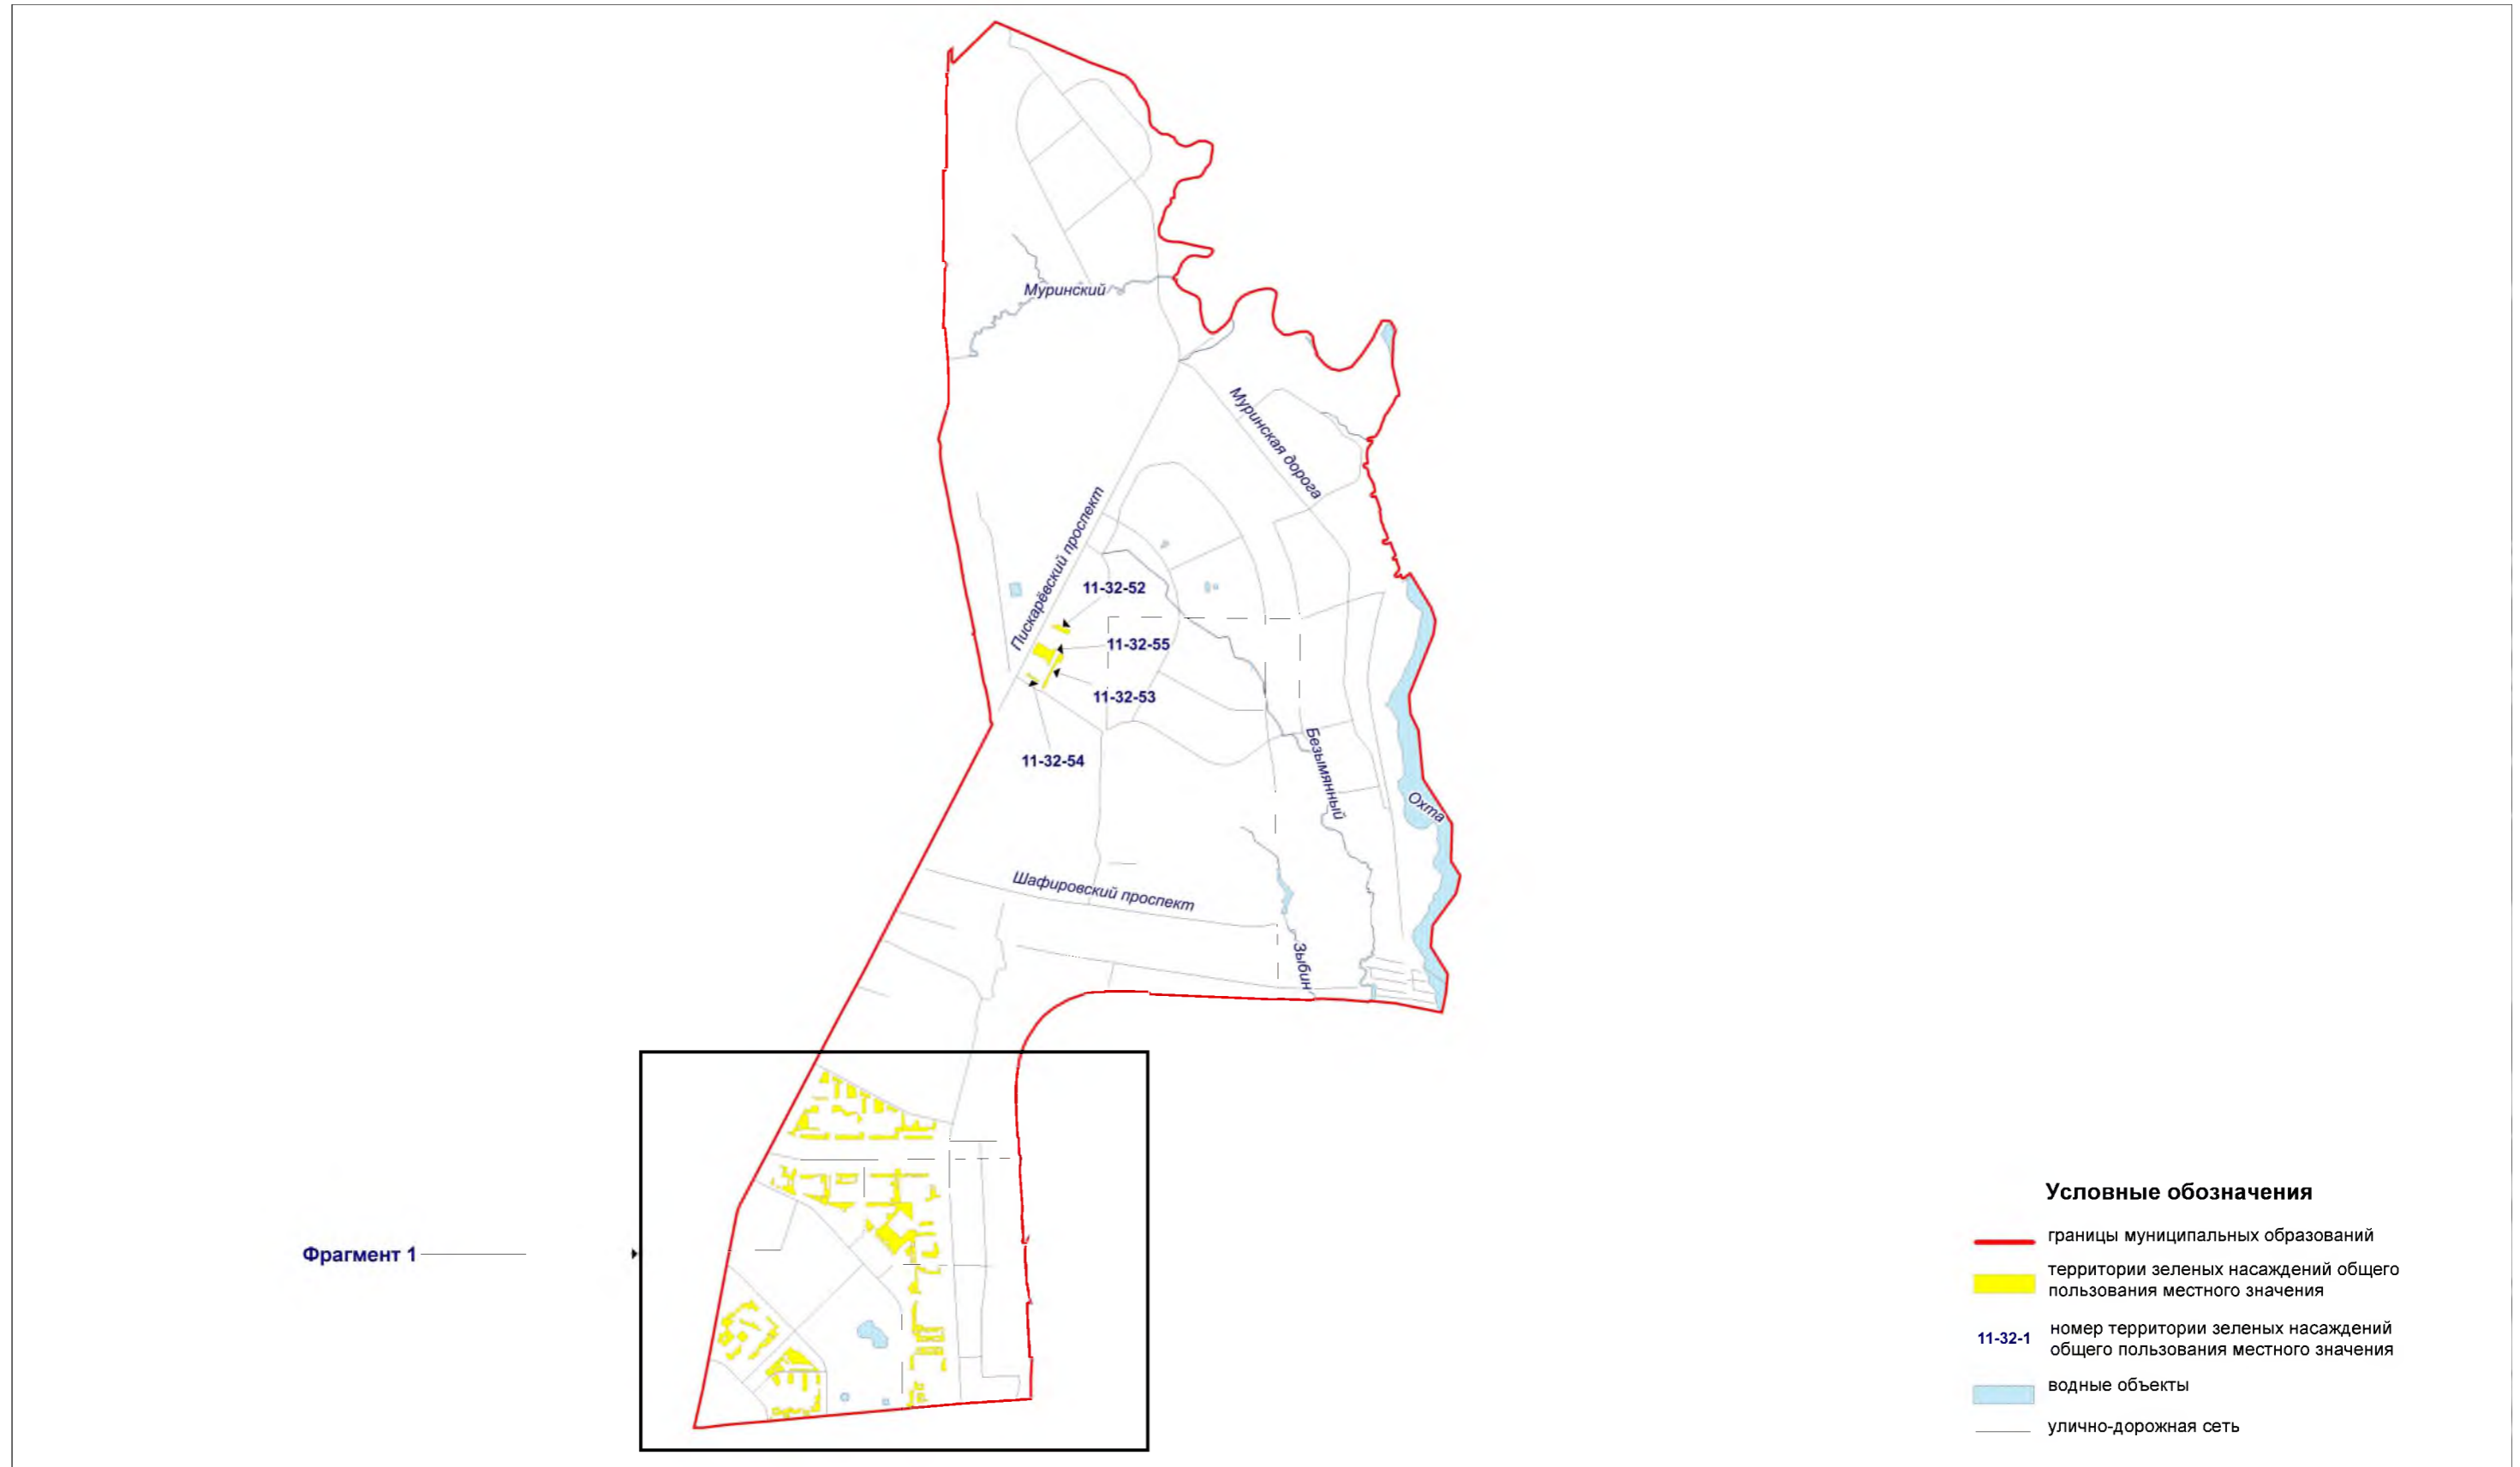 Муринский
Муринская дорога
Пискарёвский проспект
11-32-52
11-32-55
11-32-53
11-32-54
Безымянный
Охта
Шафировский проспект
Зыбин
Фрагмент 1
Условные обозначения
границы муниципальных образований
территории зеленых насаждений общего
пользования местного значения
11-32-1
номер территории зеленых насаждений
общего пользования местного значения
водные объекты
улично-дорожная сеть